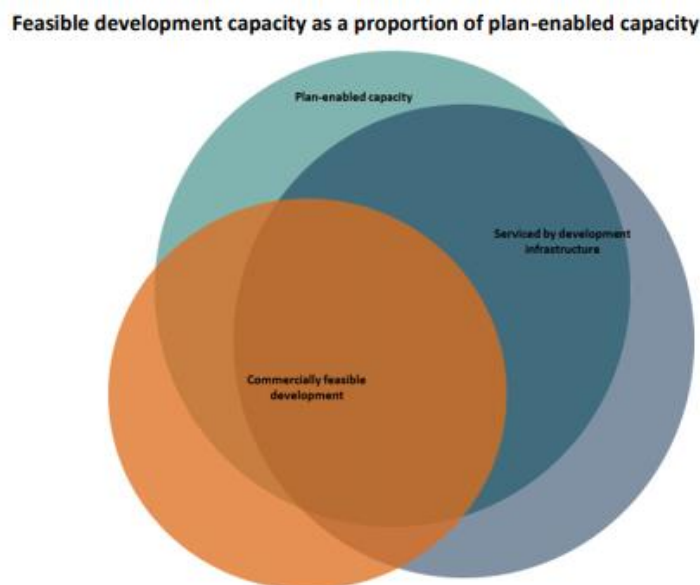 Feasible development capacity as a proportion of plan-enabled capacity
Plan-enabled capacity
Serviced by development
infrastructure
Commercially feasible
development